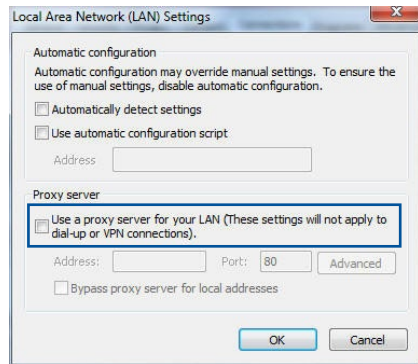 Local Area Network (LAN) Settings
Automatic configuration
Automatic configuration may override manual settings. To ensure the
use of manual settings, disable automatic configuration.
Automatically detect settings
Use automatic configuration script
Address
Proxy server
Use a proxy server for your LAN (These settings will not apply to
dial-up or VPN connections).
Address: Port: 80 Advanced
Bypass proxy server for local addresses
OK Cancel